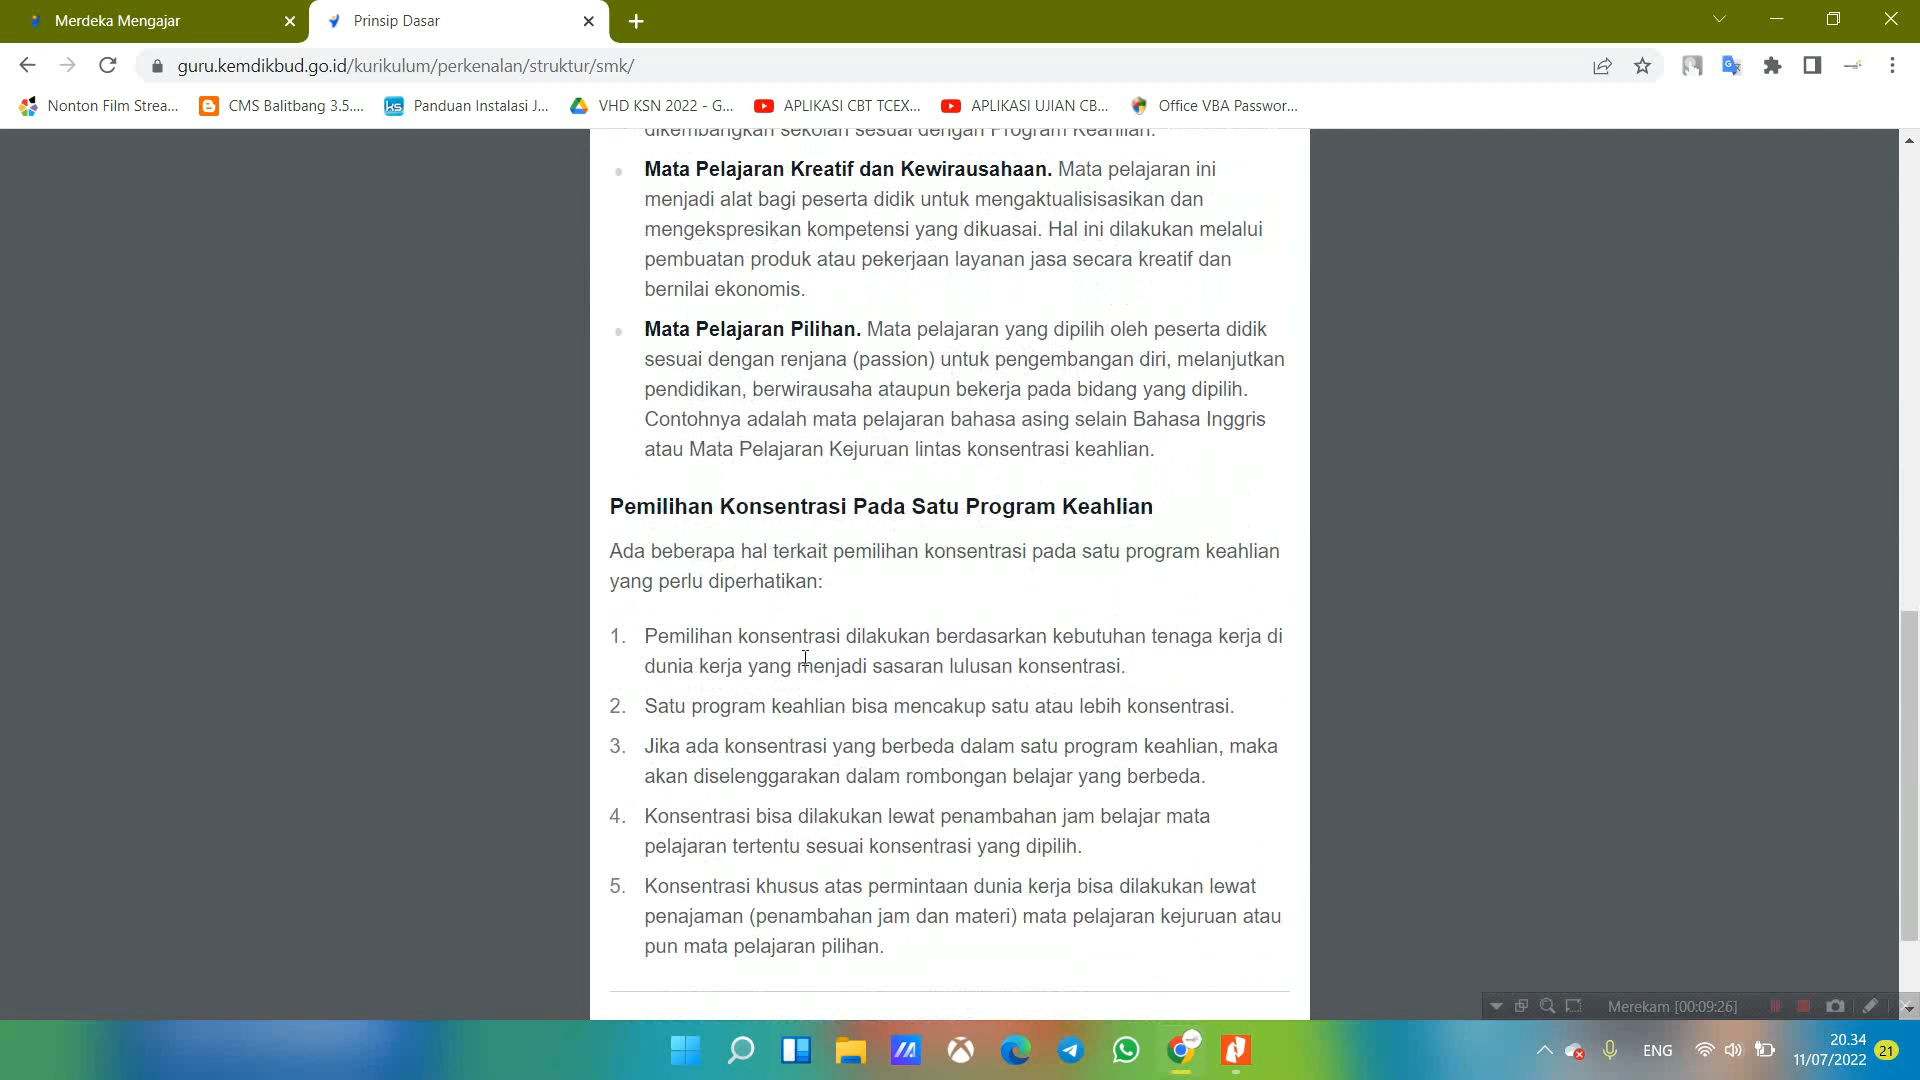 Merdeka Mengajar
Prinsip Dasar
guru.kemdikbud.go.id/kurikulum/perkenalan/struktur/smk/
Nonton Film Strea...
CMS Balitbang 3.5....
Panduan Instalasi J...
VHD KSN 2022 - G...
APLIKASI CBT TCEX...
APLIKASI UJIAN CB...
Office VBA Passwor...
dikembangkan sekolah sesuai dengan Program Keahlian.
Mata Pelajaran Kreatif dan Kewirausahaan. Mata pelajaran ini
menjadi alat bagi peserta didik untuk mengaktualisisasikan dan
mengekspresikan kompetensi yang dikuasai. Hal ini dilakukan melalui
pembuatan produk atau pekerjaan layanan jasa secara kreatif dan
bernilai ekonomis.
Mata Pelajaran Pilihan. Mata pelajaran yang dipilih oleh peserta didik
sesuai dengan renjana (passion) untuk pengembangan diri, melanjutkan
pendidikan, berwirausaha ataupun bekerja pada bidang yang dipilih.
Contohnya adalah mata pelajaran bahasa asing selain Bahasa Inggris
atau Mata Pelajaran Kejuruan lintas konsentrasi keahlian.
Pemilihan Konsentrasi Pada Satu Program Keahlian
Ada beberapa hal terkait pemilihan konsentrasi pada satu program keahlian
yang perlu diperhatikan:
1. Pemilihan konsentrasi dilakukan berdasarkan kebutuhan tenaga kerja di
dunia kerja yang menjadi sasaran lulusan konsentrasi.
2. Satu program keahlian bisa mencakup satu atau lebih konsentrasi.
3. Jika ada konsentrasi yang berbeda dalam satu program keahlian, maka
akan diselenggarakan dalam rombongan belajar yang berbeda.
4. Konsentrasi bisa dilakukan lewat penambahan jam belajar mata
pelajaran tertentu sesuai konsentrasi yang dipilih.
5. Konsentrasi khusus atas permintaan dunia kerja bisa dilakukan lewat
penajaman (penambahan jam dan materi) mata pelajaran kejuruan atau
pun mata pelajaran pilihan.
Merekam [00:09:26]
ENG
20.34
11/07/2022
21